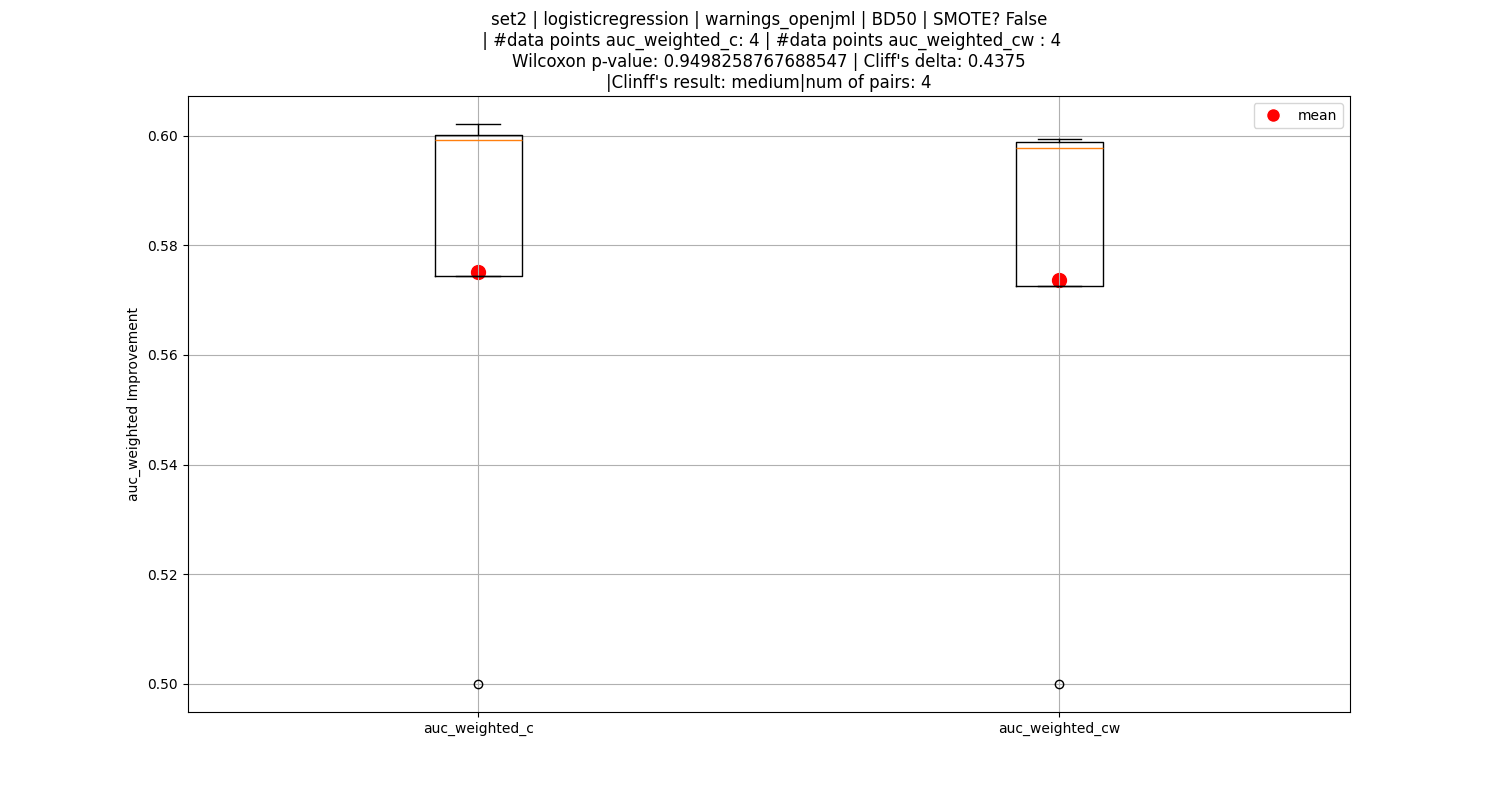 set2 | logisticregression | warnings_openjml | BD50 | SMOTE? False
| #data points auc_weighted_c: 4 | #data points auc_weighted_cw : 4
Wilcoxon p-value: 0.9498258767688547 | Cliff's delta: 0.4375
|Clinff's result: medium|num of pairs: 4
mean
auc_weighted Improvement
0.60
0.58
0.56
0.54
0.52
0.50
auc_weighted_c
auc_weighted_cw